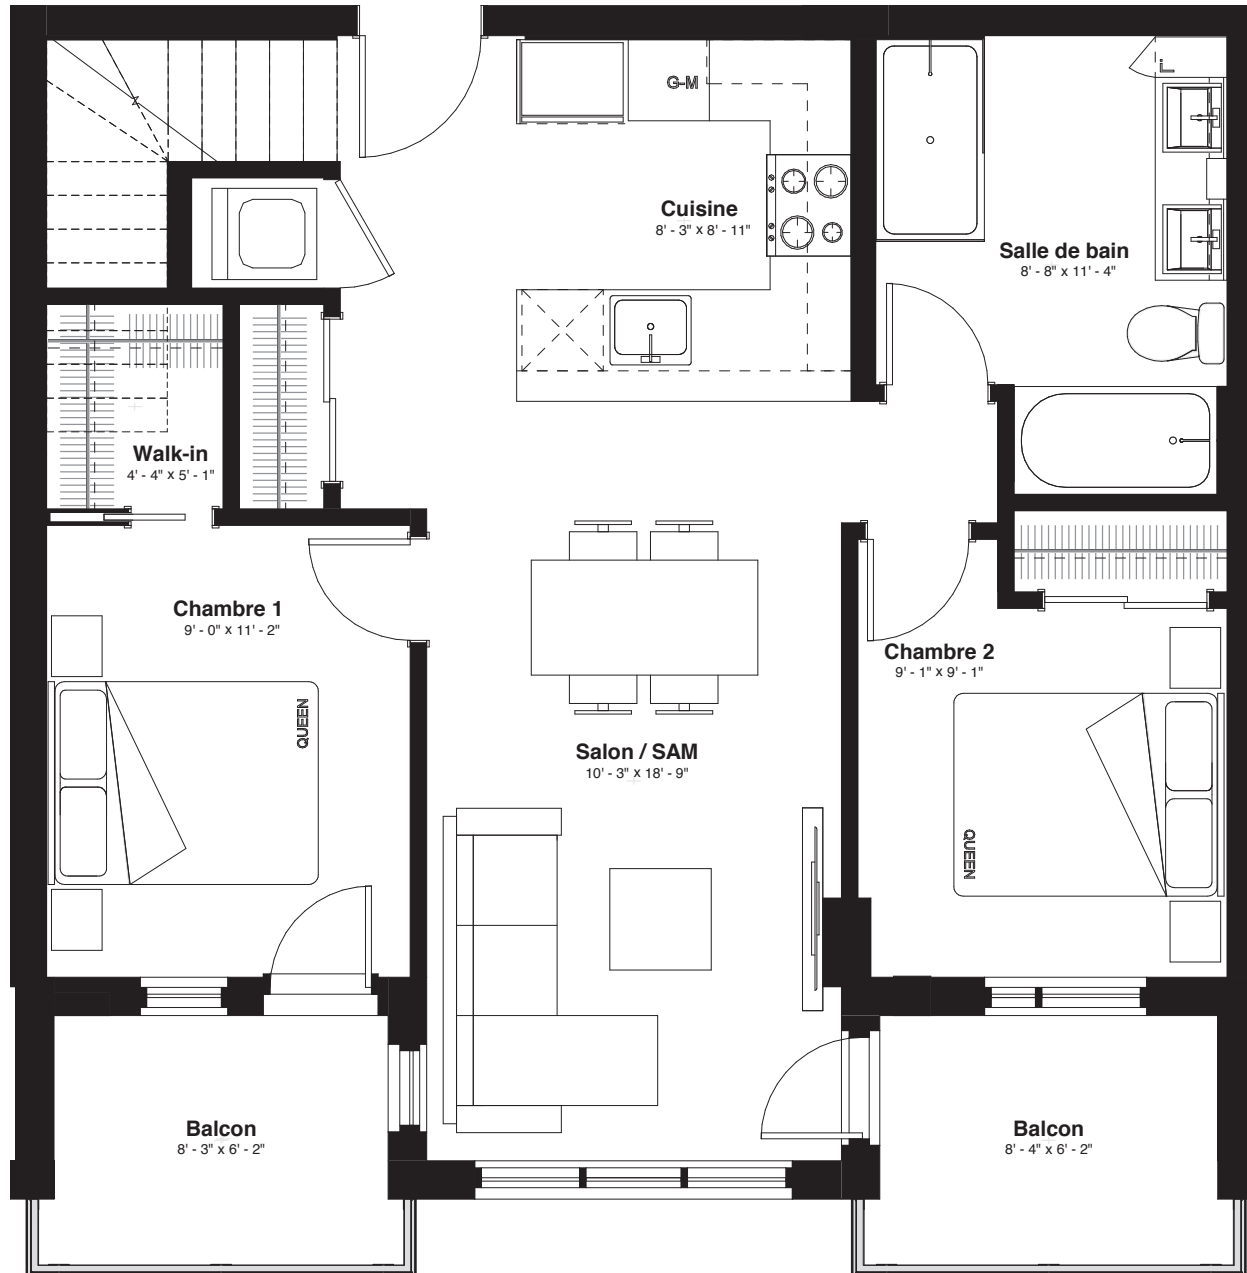 G-M
L
Cuisine
8' - 3" x 8' - 11"
Salle de bain
8' - 8" x 11' - 4"
Walk-in
4' - 4" x 5' - 1"
Chambre 1
9' - 0" x 11' - 2"
Chambre 2
9' - 1" x 9' - 1"
QUEEN
Salon / SAM
10' - 3" x 18' - 9"
QUEEN
Balcon
8' - 3" x 6' - 2"
Balcon
8' - 4" x 6' - 2"